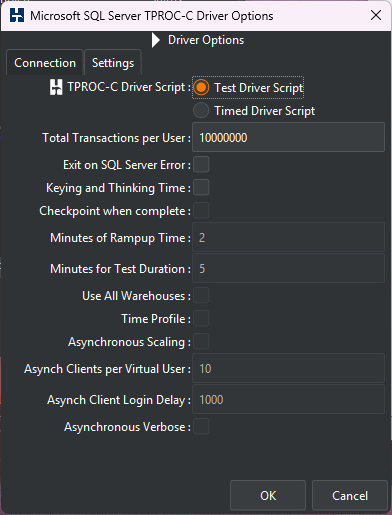 Microsoft SQL Server TPROC-C Driver Options
Driver Options
Connection Settings
TPROC-C Driver Script : Test Driver Script
Timed Driver Script
Total Transactions per User : 10000000
Exit on SQL Server Error :
Keying and Thinking Time :
Checkpoint when complete :
Minutes of Rampup Time : 2
Minutes for Test Duration : 5
Use All Warehouses :
Time Profile :
Asynchronous Scaling :
Asynch Clients per Virtual User : 10
Asynch Client Login Delay : 1000
Asynchronous Verbose :
OK Cancel